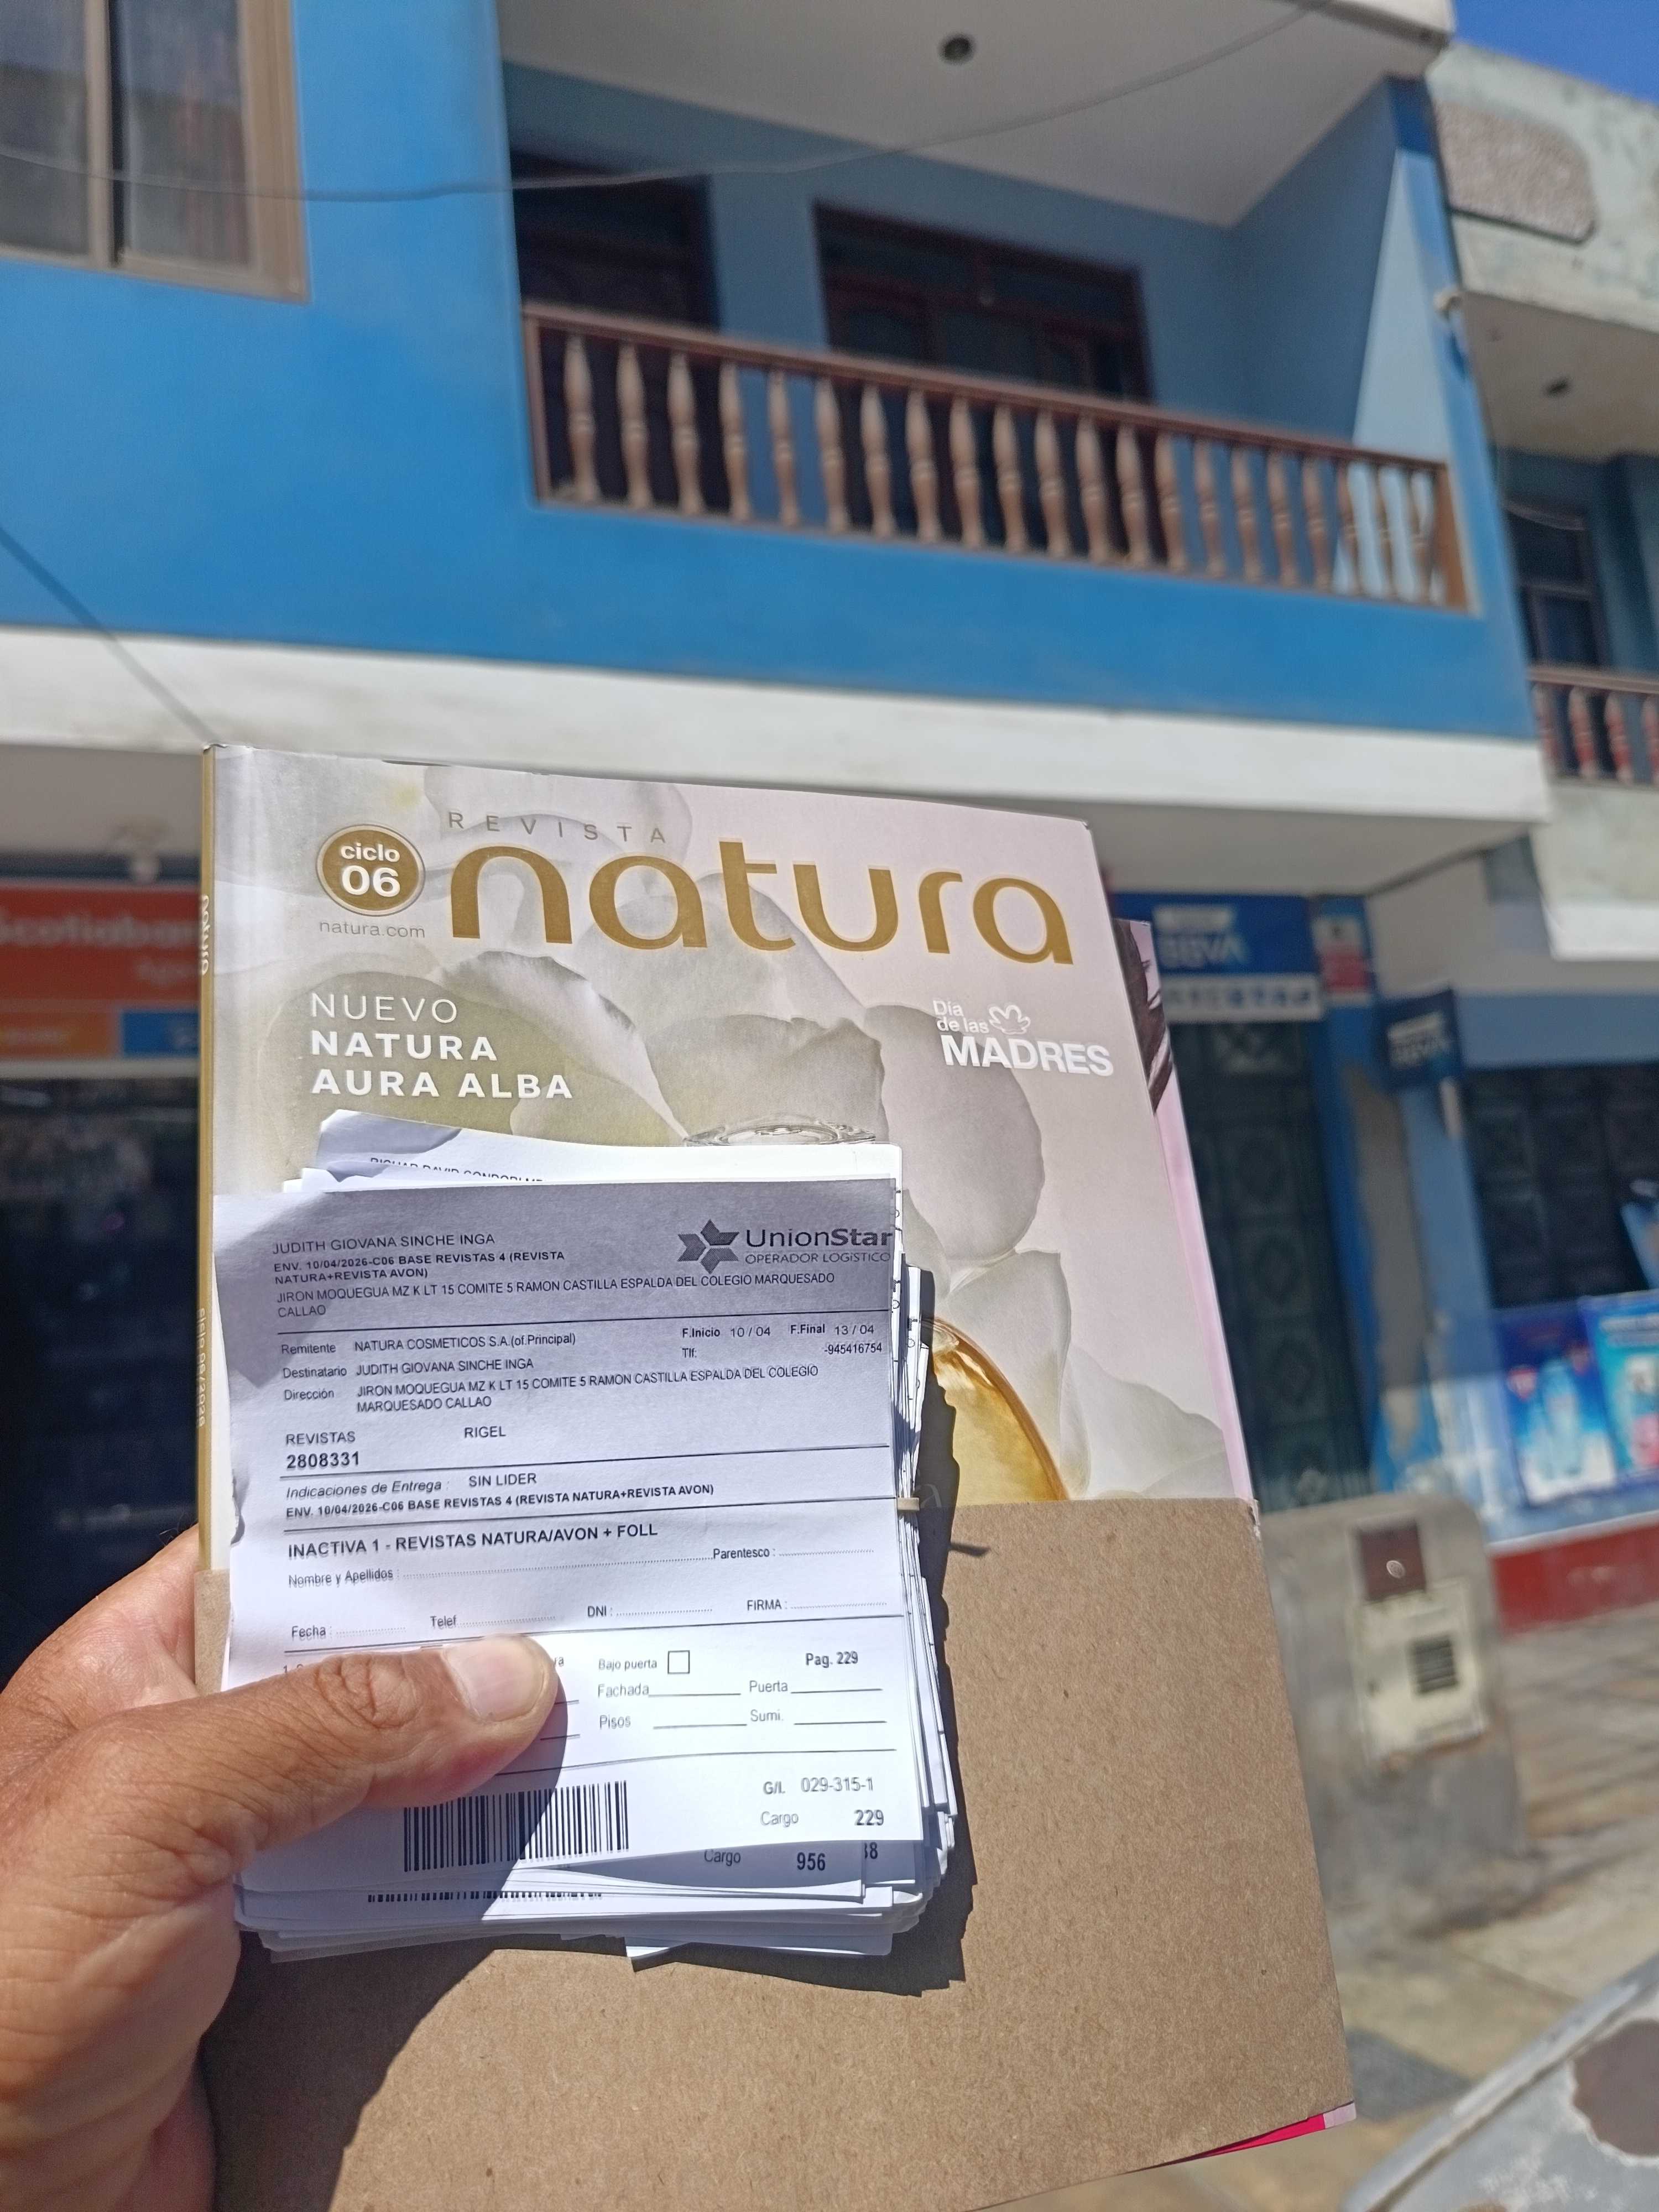 Scotiaban
BBVA
REVISTA
ciclo
06
natura
natura.com
NUEVO
NATURA
AURA ALBA
Día
de las
MADRES
natura
JUDITH GIOVANA SINCHE INGA
UnionStar
OPERADOR LOGÍSTICO
ENV. 10/04/2026-C06 BASE REVISTAS 4 (REVISTA
NATURA+REVISTA AVON)
JIRON MOQUEGUA MZ K LT 15 COMITE 5 RAMON CASTILLA ESPALDA DEL COLEGIO MARQUESADO
CALLAO
Remitente NATURA COSMETICOS S.A.(of.Principal)
F.Inicio 10 / 04 F.Final 13 / 04
Tlf: -945416754
Destinatario JUDITH GIOVANA SINCHE INGA
Dirección JIRON MOQUEGUA MZ K LT 15 COMITE 5 RAMON CASTILLA ESPALDA DEL COLEGIO
MARQUESADO CALLAO
REVISTAS RIGEL
2808331
Indicaciones de Entrega : SIN LIDER
ENV. 10/04/2026-C06 BASE REVISTAS 4 (REVISTA NATURA+REVISTA AVON)
INACTIVA 1 - REVISTAS NATURA/AVON + FOLL
Nombre y Apellidos : Parentesco :
Fecha : Telef DNI : FIRMA :
Bajo puerta Pag. 229
Fachada Puerta
Pisos Sumi.
G/I. 029-315-1
Cargo 229
Cargo 956 38